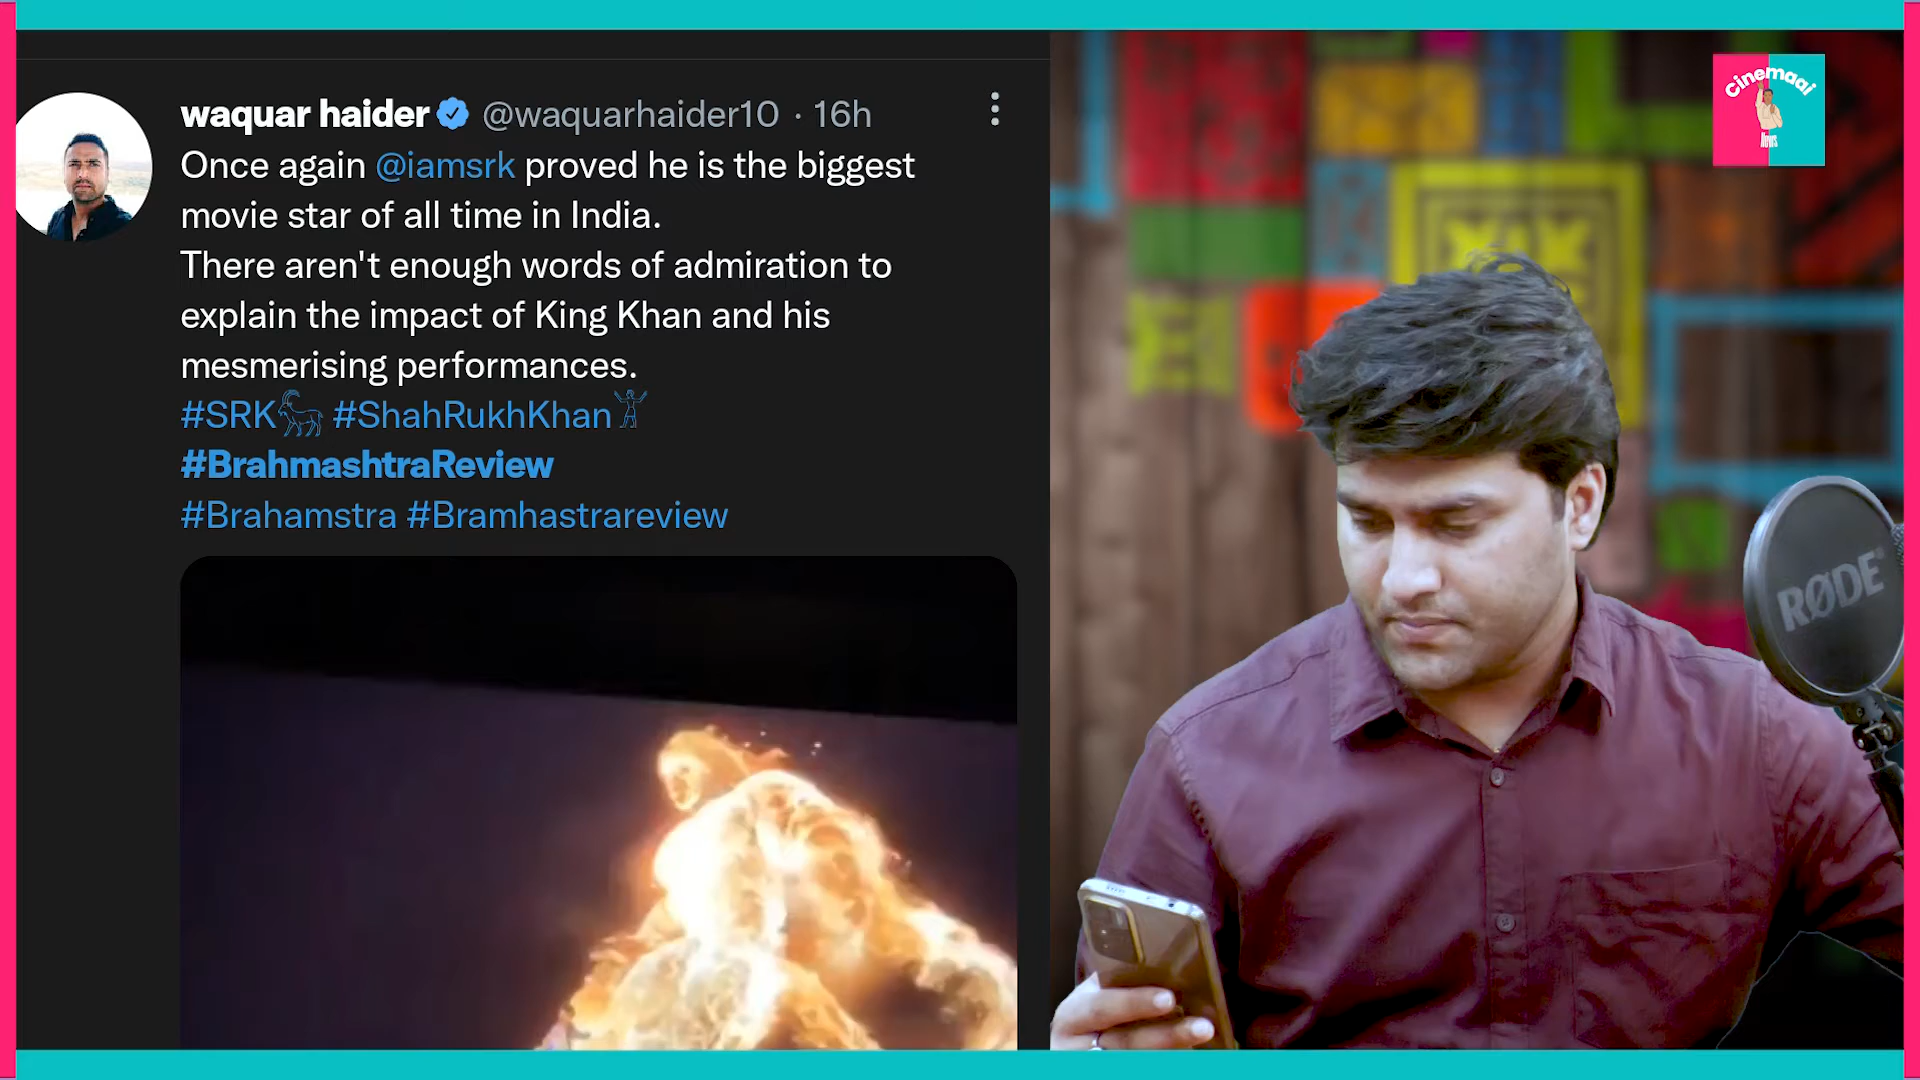 waquar haider @waquarhaider10 · 16h
Once again @iamsrk proved he is the biggest
movie star of all time in India.
There aren't enough words of admiration to
explain the impact of King Khan and his
mesmerising performances.
#SRK #ShahRukhKhan
#BrahmashtraReview
#Brahamstra #Bramhastrareview
Cinemaai
News
RØDE